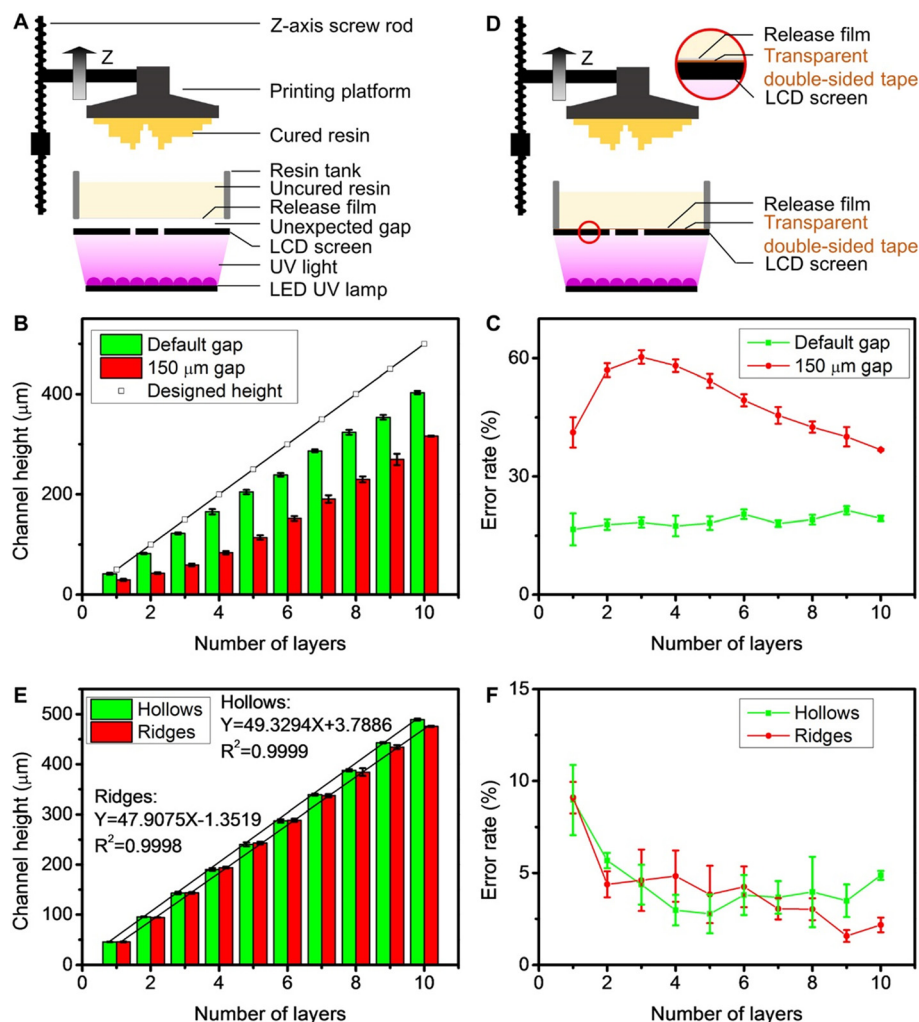 A
Z-axis screw rod
Z
Printing platform
Cured resin
Resin tank
Uncured resin
Release film
Unexpected gap
LCD screen
UV light
LED UV lamp
D
Release film
Transparent
double-sided tape
LCD screen
Z
Release film
Transparent
double-sided tape
LCD screen
B
Default gap
150 μm gap
Designed height
Channel height (μm)
400
200
0
0
2
4
6
8
10
Number of layers
C
Default gap
150 μm gap
Error rate (%)
60
30
0
0
2
4
6
8
10
Number of layers
E
Hollows
Ridges
Hollows:
Y=49.3294X+3.7886
R²=0.9999
Ridges:
Y=47.9075X-1.3519
R²=0.9998
Channel height (μm)
500
400
300
200
100
0
0
2
4
6
8
10
Number of layers
F
Hollows
Ridges
Error rate (%)
15
10
5
0
0
2
4
6
8
10
Number of layers